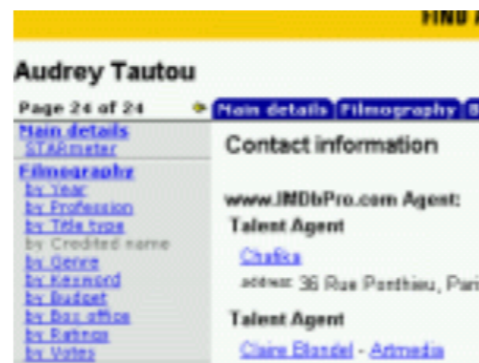 FIND
Audrey Tautou
Page 24 of 24
Main details Filmography B
Main details
STARmeter
Contact information
Filmography
by Year
by Profession
by Title type
by Credited name
by Genre
by Keyword
by Budget
by Box office
by Ratings
by Votes
www.IMDbPro.com Agent:
Talent Agent
Chafika
address: 36 Rue Ponthieu, Pari
Talent Agent
Claire Blondel - Artmedia